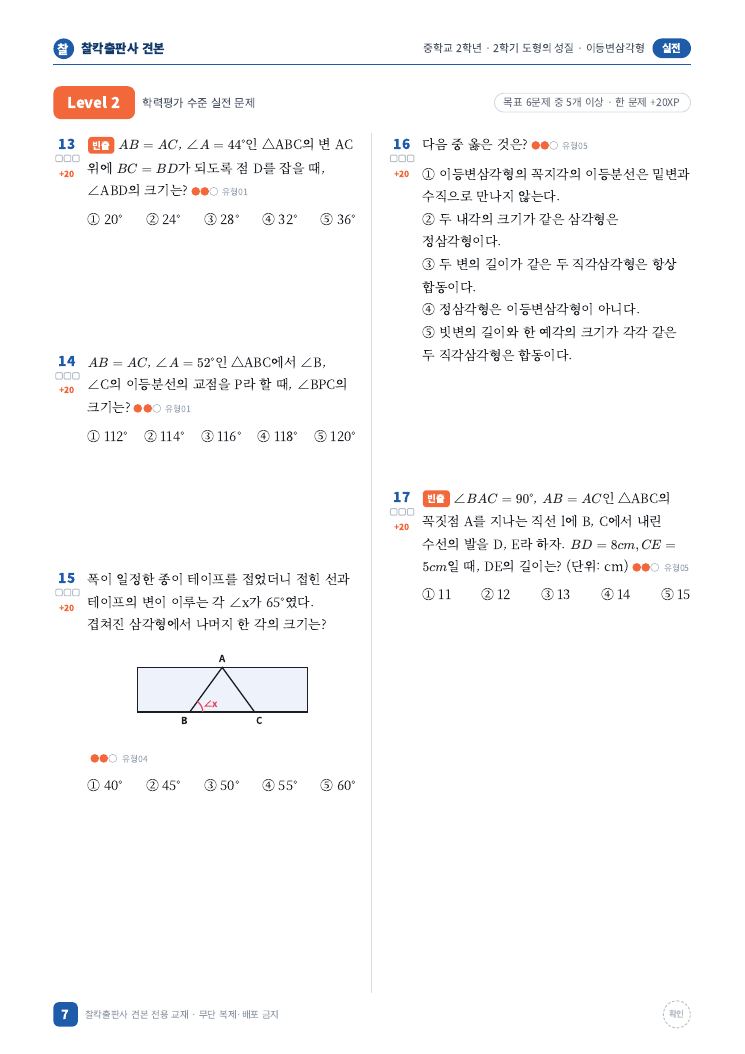 찰 찰칵출판사 견본
중학교 2학년 · 2학기 도형의 성질 · 이등변삼각형 실전
Level 2 학력평가 수준 실전 문제
목표 6문제 중 5개 이상 · 한 문제 +20XP
13 빈출 AB = AC, ∠A = 44°인 △ABC의 변 AC
위에 BC = BD가 되도록 점 D를 잡을 때,
+20
∠ABD의 크기는? 유형01
① 20° ② 24° ③ 28° ④ 32° ⑤ 36°
14 AB = AC, ∠A = 52°인 △ABC에서 ∠B,
∠C의 이등분선의 교점을 P라 할 때, ∠BPC의
+20
크기는? 유형01
① 112° ② 114° ③ 116° ④ 118° ⑤ 120°
15 폭이 일정한 종이 테이프를 접었더니 접힌 선과
테이프의 변이 이루는 각 ∠x가 65°였다.
+20
겹쳐진 삼각형에서 나머지 한 각의 크기는?
A
∠x
B C
유형04
① 40° ② 45° ③ 50° ④ 55° ⑤ 60°
16 다음 중 옳은 것은? 유형05
+20
① 이등변삼각형의 꼭지각의 이등분선은 밑변과
수직으로 만나지 않는다.
② 두 내각의 크기가 같은 삼각형은
정삼각형이다.
③ 두 변의 길이가 같은 두 직각삼각형은 항상
합동이다.
④ 정삼각형은 이등변삼각형이 아니다.
⑤ 빗변의 길이와 한 예각의 크기가 각각 같은
두 직각삼각형은 합동이다.
17 빈출 ∠BAC = 90°, AB = AC인 △ABC의
꼭짓점 A를 지나는 직선 l에 B, C에서 내린
+20
수선의 발을 D, E라 하자. BD = 8cm, CE =
5cm일 때, DE의 길이는? (단위: cm) 유형05
① 11 ② 12 ③ 13 ④ 14 ⑤ 15
7 찰칵출판사 견본 전용 교재 · 무단 복제·배포 금지
확인